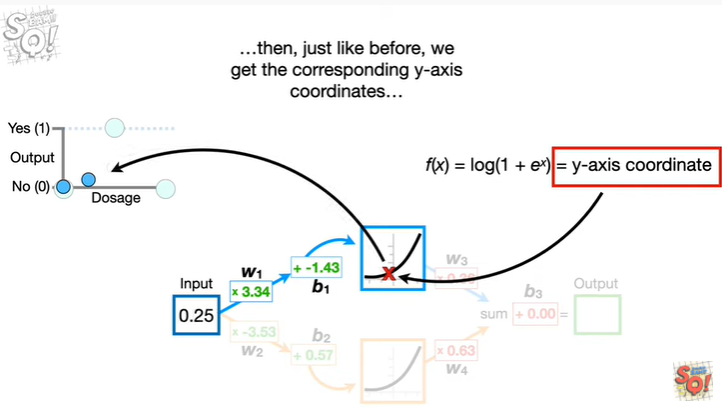 …then, just like before, we
get the corresponding y-axis
coordinates…
Yes (1)
Output
No (0)
Dosage
f(x) = log(1 + eˣ) = y-axis coordinate
Input
0.25
w₁
x 3.34
+ -1.43
b₁
x -3.53
w₂
b₂
+ 0.57
w₃
x 0.63
w₄
b₃
sum + 0.00 =
Output
SQ!
SQ!